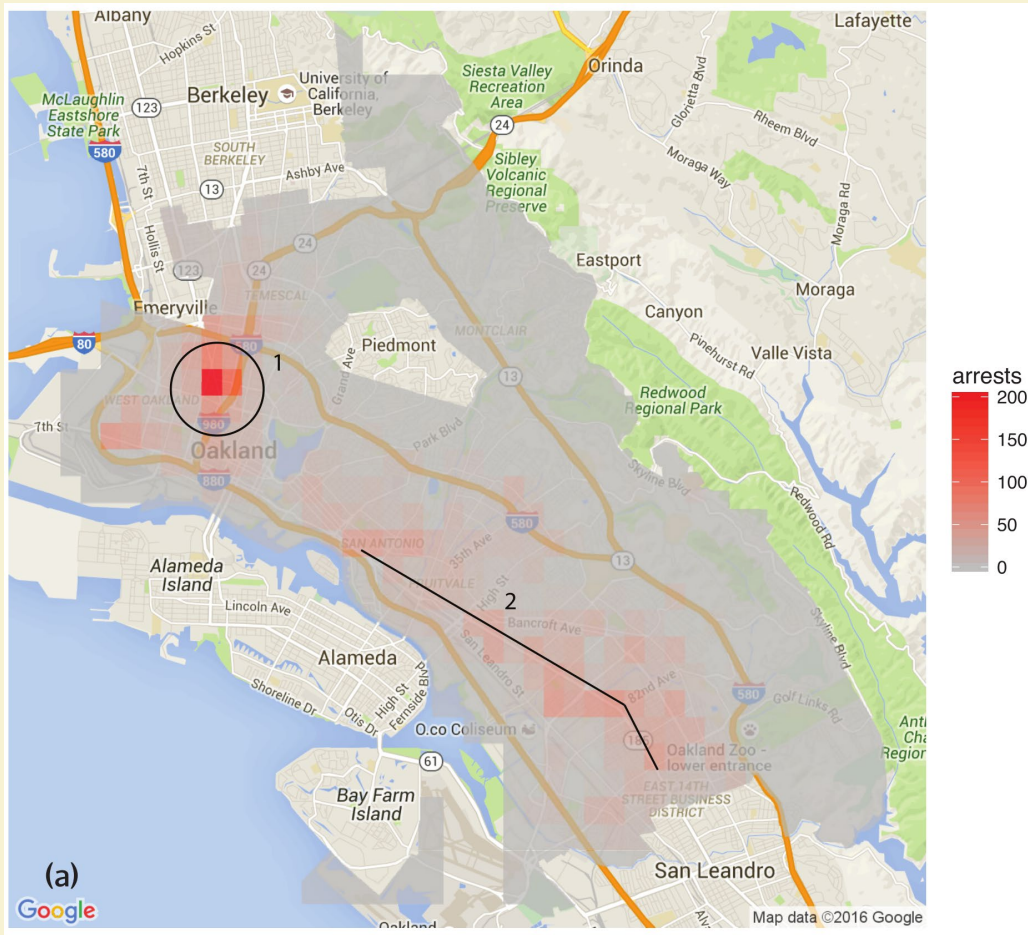 Albany
Lafayette
Hopkins St
Orinda
Glorietta Blvd
Siesta Valley
Recreation
Area
University of
California,
Berkeley
Berkeley
McLaughlin
Eastshore
State Park
123
24
Rheem Blvd
580
SOUTH
BERKELEY
Sibley
Volcanic
Regional
Preserve
Moraga Way
7th St
13
Ashby Ave
Moraga Rd
Hollis St
24
123
24
Eastport
TEMESCAL
Moraga
Emeryville
Canyon
MONTCLAIR
80
580
Piedmont
Pinehurst Rd
Valle Vista
1
Grand Ave
13
arrests
WEST OAKLAND
Redwood
Regional Park
200
7th St
980
Park Blvd
150
Oakland
Skyline Blvd
880
100
Redwood Rd
580
50
SAN ANTONIO
35th Ave
13
0
Alameda
Island
FRUITVALE
High St
2
Lincoln Ave
Bancroft Ave
Skyline Blvd
San Leandro St
Alameda
82nd Ave
580
High St
Fernside Blvd
Golf Links Rd
Shoreline Dr
Otis Dr
O.co Coliseum
185
Oakland Zoo -
lower entrance
61
EAST 14TH
STREET BUSINESS
DISTRICT
Bay Farm
Island
San Leandro
(a)
Google
Oakland
Map data ©2016 Google